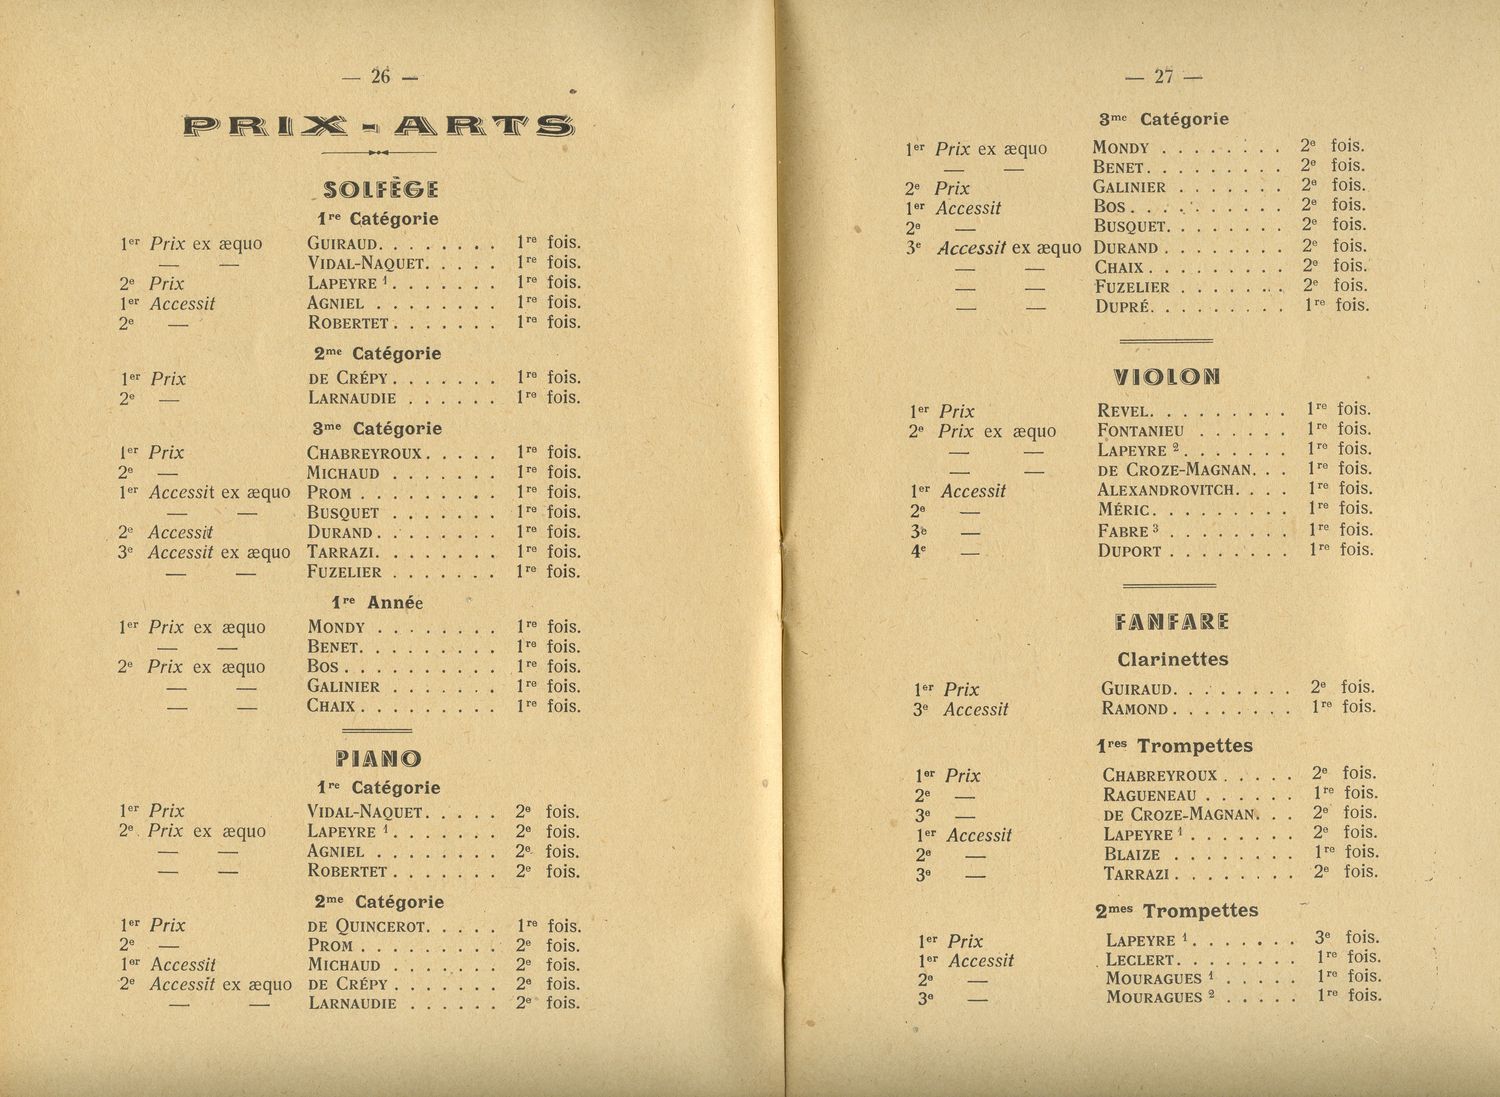 — 26 —
PRIX-ARTS
SOLFÈGE
1re Catégorie
1er Prix ex æquo GUIRAUD. . . . . . . . 1re fois.
— — VIDAL-NAQUET. . . . . 1re fois.
2e Prix LAPEYRE 1. . . . . . . 1re fois.
1er Accessit AGNIEL . . . . . . . . 1re fois.
2e — ROBERTET . . . . . . . 1re fois.
2me Catégorie
1er Prix DE CRÉPY . . . . . . . 1re fois.
2e — LARNAUDIE . . . . . . 1re fois.
3me Catégorie
1er Prix CHABREYROUX . . . . . 1re fois.
2e — MICHAUD . . . . . . . 1re fois.
1er Accessit ex æquo PROM . . . . . . . . . 1re fois.
— — BUSQUET . . . . . . . 1re fois.
2e Accessit DURAND . . . . . . . . 1re fois.
3e Accessit ex æquo TARRAZI. . . . . . . . 1re fois.
— — FUZELIER . . . . . . . 1re fois.
1re Année
1er Prix ex æquo MONDY . . . . . . . . 1re fois.
— — BENET. . . . . . . . . 1re fois.
2e Prix ex æquo BOS . . . . . . . . . . 1re fois.
— — GALINIER . . . . . . . 1re fois.
— — CHAIX . . . . . . . . . 1re fois.
PIANO
1re Catégorie
1er Prix VIDAL-NAQUET. . . . . 2e fois.
2e Prix ex æquo LAPEYRE 1. . . . . . . 2e fois.
— — AGNIEL . . . . . . . . 2e fois.
— — ROBERTET . . . . . . . 2e fois.
2me Catégorie
1er Prix DE QUINCEROT. . . . . 1re fois.
2e — PROM . . . . . . . . . 2e fois.
1er Accessit MICHAUD . . . . . . . 2e fois.
2e Accessit ex æquo DE CRÉPY . . . . . . . 2e fois.
— — LARNAUDIE . . . . . . 2e fois.
— 27 —
3me Catégorie
1er Prix ex æquo MONDY . . . . . . . . 2e fois.
— — BENET. . . . . . . . . 2e fois.
2e Prix GALINIER . . . . . . . 2e fois.
1er Accessit BOS . . . . . . . . . . 2e fois.
2e — BUSQUET. . . . . . . . 2e fois.
3e Accessit ex æquo DURAND . . . . . . . . 2e fois.
— — CHAIX . . . . . . . . . 2e fois.
— — FUZELIER . . . . . . . 2e fois.
— — DUPRÉ. . . . . . . . . 1re fois.
VIOLON
1er Prix REVEL. . . . . . . . . 1re fois.
2e Prix ex æquo FONTANIEU . . . . . . 1re fois.
— — LAPEYRE 2. . . . . . . 1re fois.
— — DE CROZE-MAGNAN. . . 1re fois.
1er Accessit ALEXANDROVITCH. . . . 1re fois.
2e — MÉRIC. . . . . . . . . 1re fois.
3e — FABRE 3 . . . . . . . . 1re fois.
4e — DUPORT . . . . . . . . 1re fois.
FANFARE
Clarinettes
1er Prix GUIRAUD. . . . . . . . 2e fois.
3e Accessit RAMOND . . . . . . . . 1re fois.
1res Trompettes
1er Prix CHABREYROUX . . . . . 2e fois.
2e — RAGUENEAU . . . . . . 1re fois.
3e — DE CROZE-MAGNAN. . . 2e fois.
1er Accessit LAPEYRE 1 . . . . . . . 2e fois.
2e — BLAIZE . . . . . . . . 1re fois.
3e — TARRAZI . . . . . . . . 2e fois.
2mes Trompettes
1er Prix LAPEYRE 1. . . . . . . 3e fois.
1er Accessit LECLERT. . . . . . . . 1re fois.
2e — MOURAGUES 1 . . . . . 1re fois.
3e — MOURAGUES 2 . . . . . 1re fois.